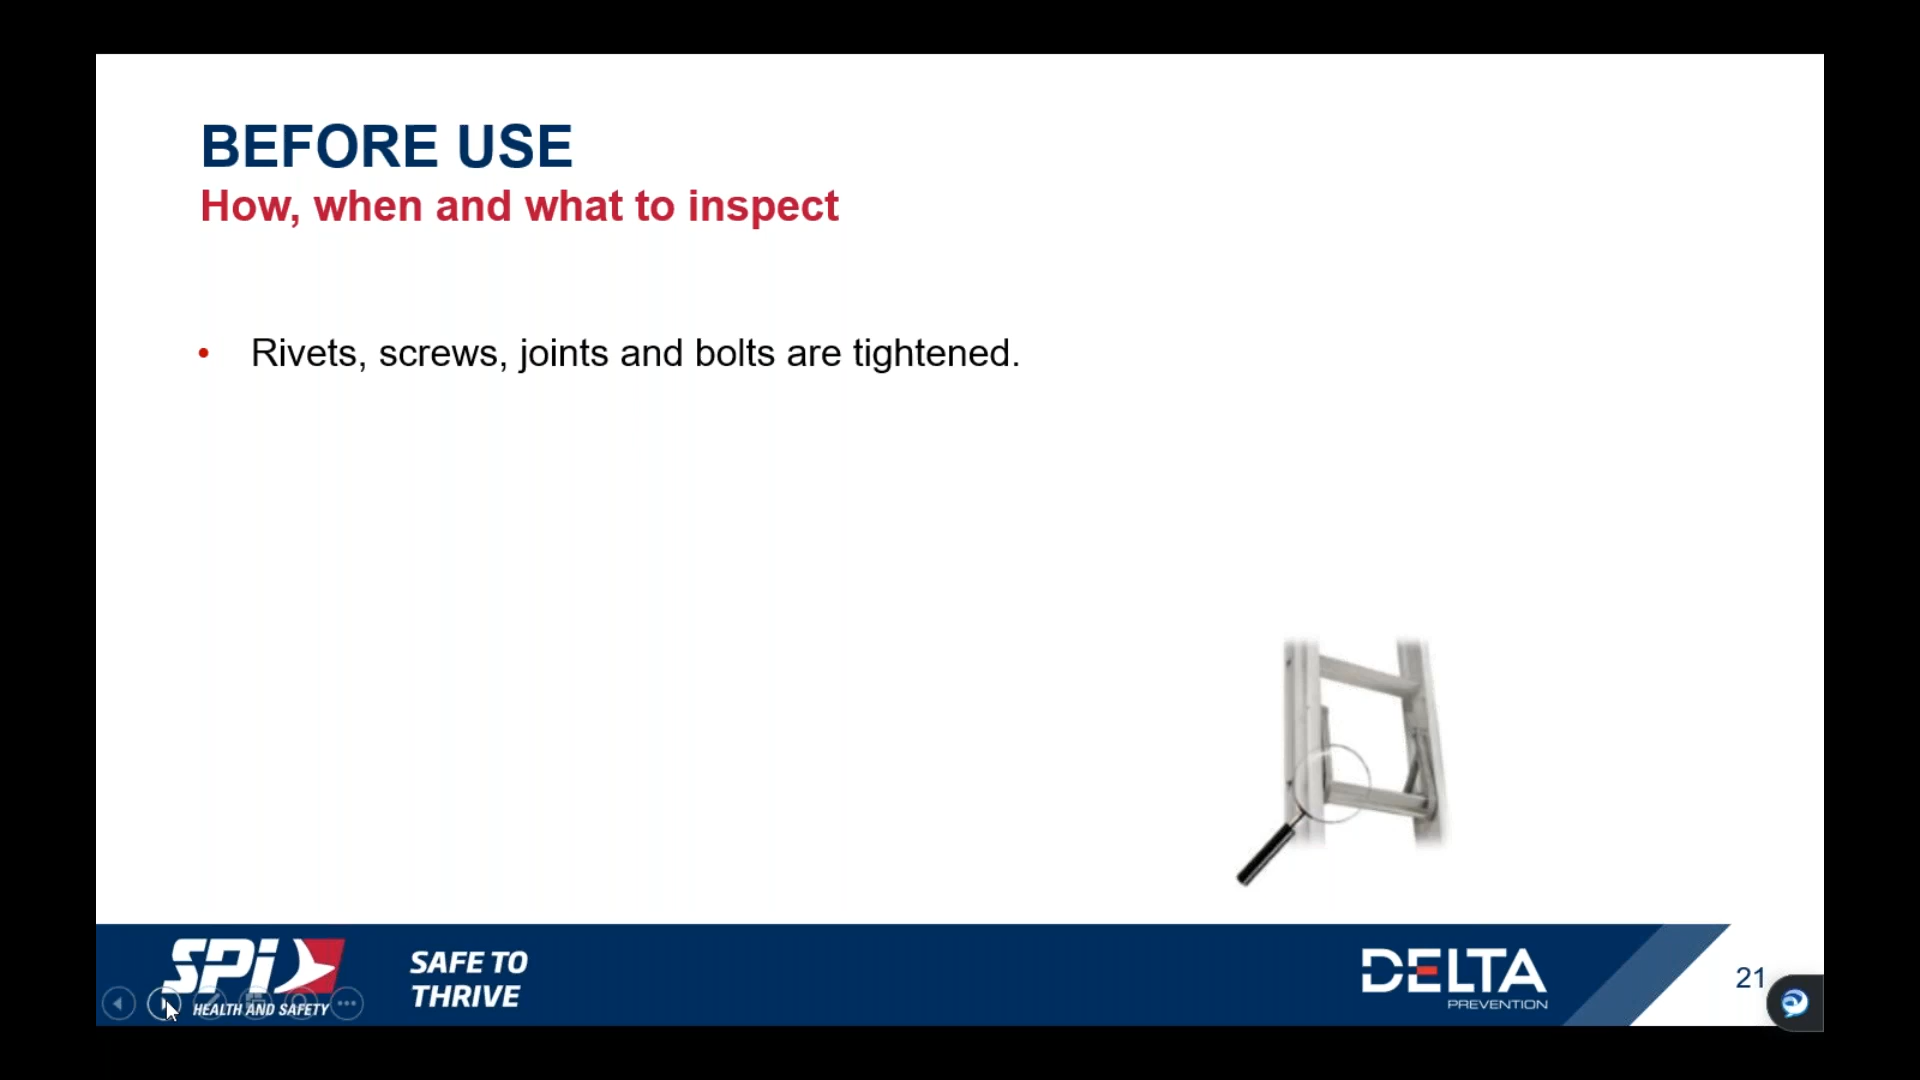 BEFORE USE
How, when and what to inspect
• Rivets, screws, joints and bolts are tightened.
SPi
HEALTH AND SAFETY
SAFE TO
THRIVE
DELTA
PREVENTION
21